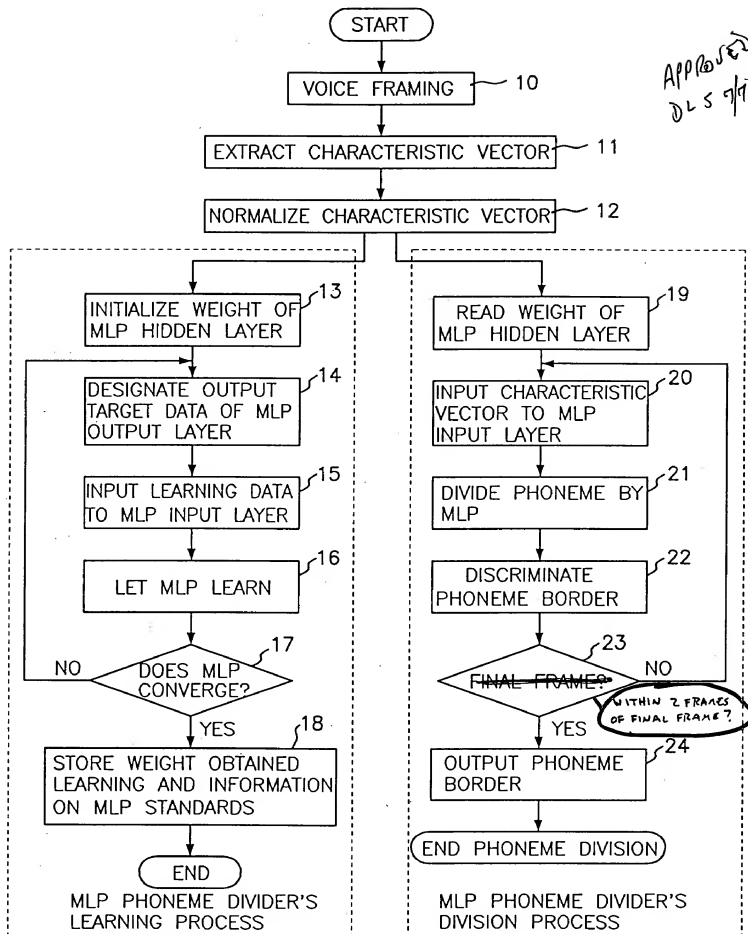 START
APPROVED
DLS 7/7
VOICE FRAMING
10
EXTRACT CHARACTERISTIC VECTOR
11
NORMALIZE CHARACTERISTIC VECTOR
12
INITIALIZE WEIGHT OF
MLP HIDDEN LAYER
13
DESIGNATE OUTPUT
TARGET DATA OF MLP
OUTPUT LAYER
14
INPUT LEARNING DATA
TO MLP INPUT LAYER
15
LET MLP LEARN
16
DOES MLP
CONVERGE?
17
NO
YES
STORE WEIGHT OBTAINED
LEARNING AND INFORMATION
ON MLP STANDARDS
18
END
MLP PHONEME DIVIDER'S
LEARNING PROCESS
READ WEIGHT OF
MLP HIDDEN LAYER
19
INPUT CHARACTERISTIC
VECTOR TO MLP
INPUT LAYER
20
DIVIDE PHONEME BY
MLP
21
DISCRIMINATE
PHONEME BORDER
22
FINAL FRAME?
23
NO
WITHIN 2 FRAMES
OF FINAL FRAME?
YES
OUTPUT PHONEME
BORDER
24
END PHONEME DIVISION
MLP PHONEME DIVIDER'S
DIVISION PROCESS